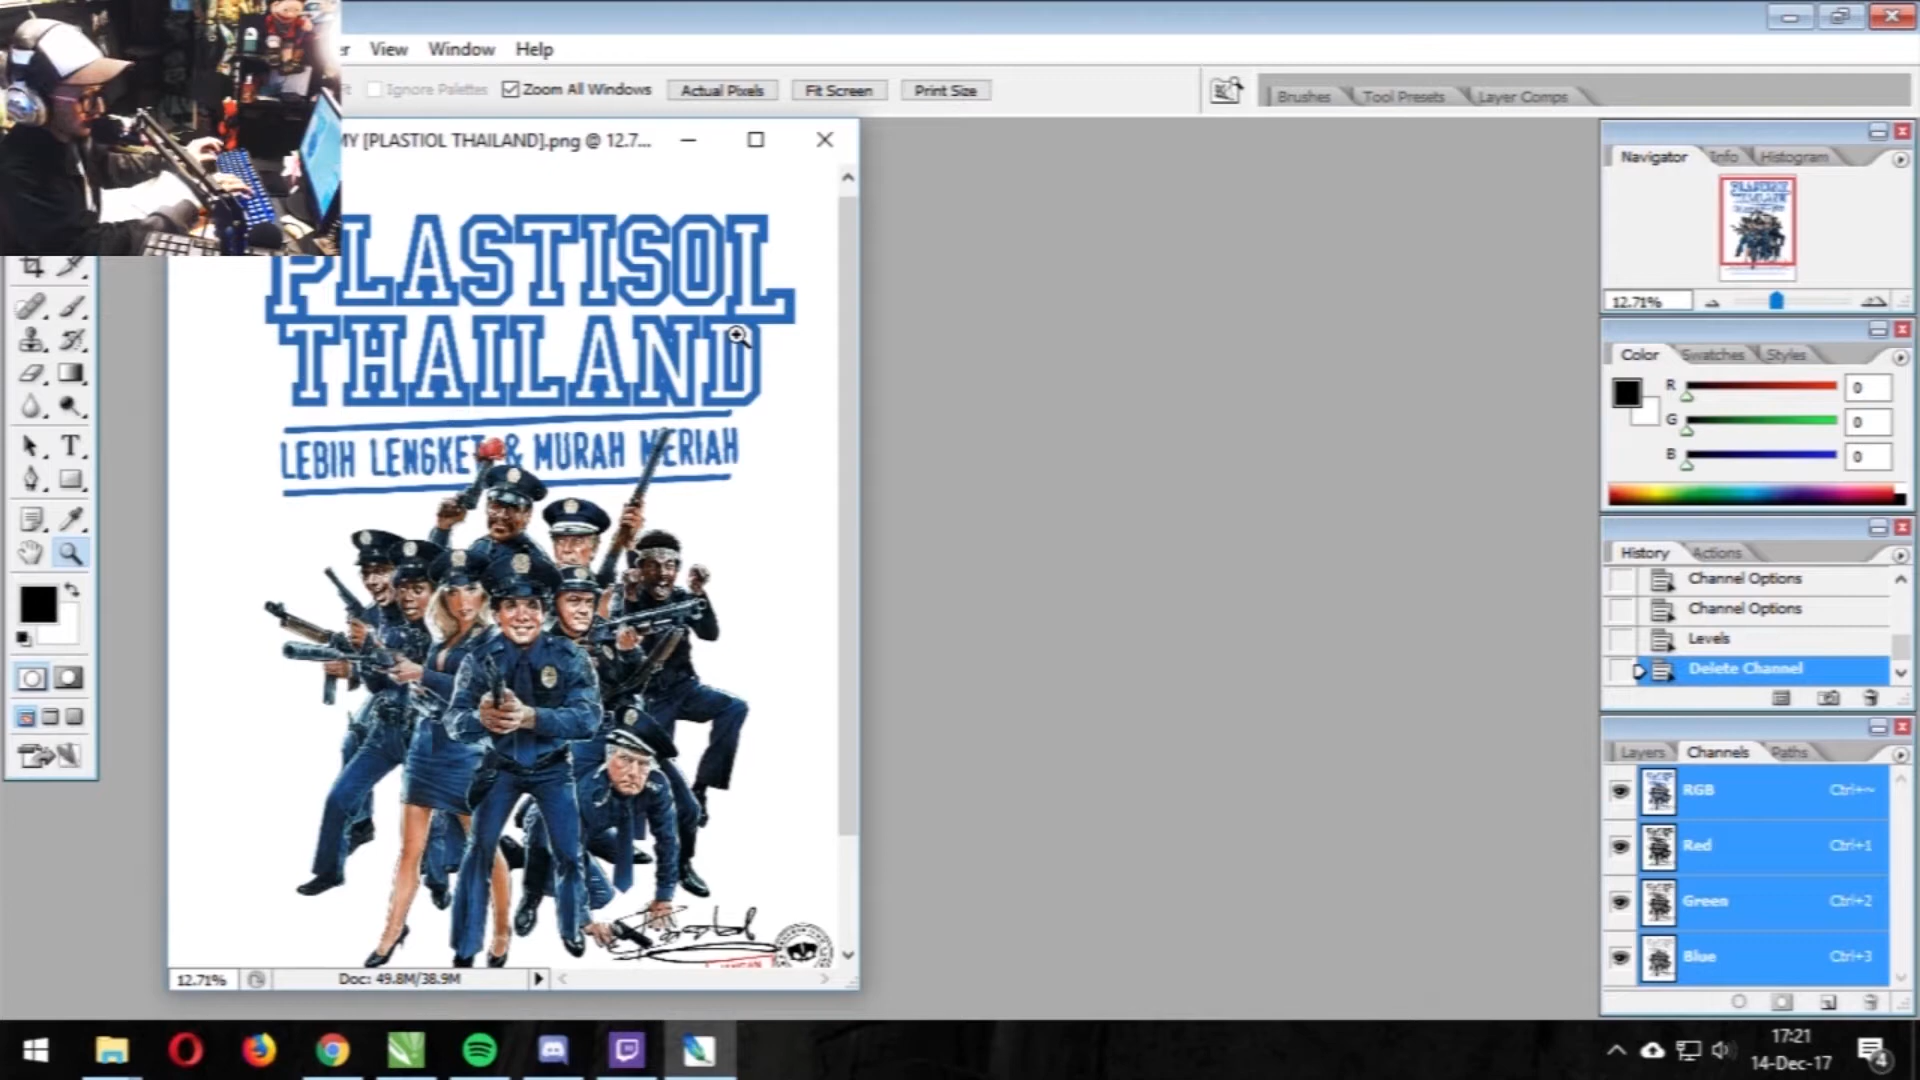 View Window Help
Ignore Palettes Zoom All Windows Actual Pixels Fit Screen Print Size
Brushes Tool Presets Layer Comps
MY [PLASTIOL THAILAND].png @ 12.7...
PLASTISOL
THAILAND
LEBIH LENGKET & MURAH MERIAH
12.71% Doc: 49.8M/38.9M
Navigator Info Histogram
12.71%
Color Swatches Styles
R 0
G 0
B 0
History Actions
Channel Options
Channel Options
Levels
Delete Channel
Layers Channels Paths
RGB Ctrl+~
Red Ctrl+1
Green Ctrl+2
Blue Ctrl+3
17:21
14-Dec-17
4